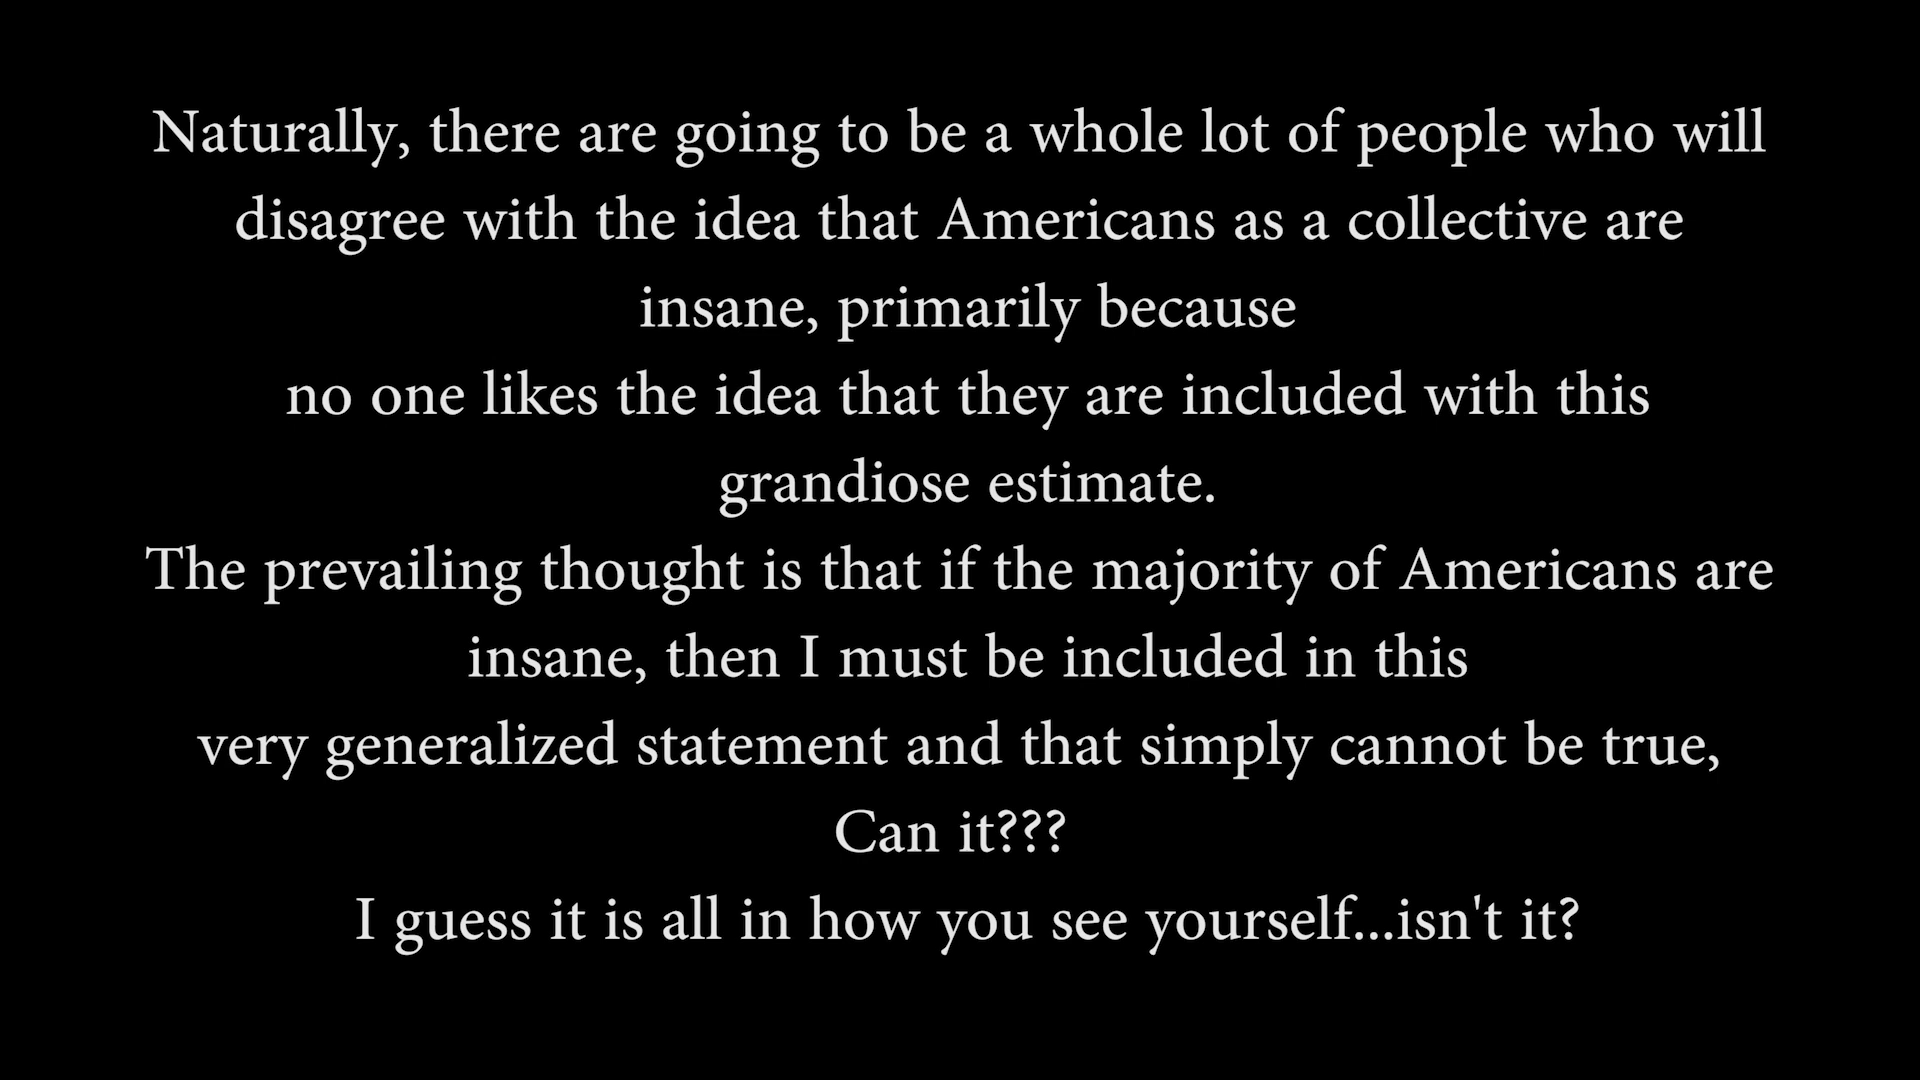 Naturally, there are going to be a whole lot of people who will
disagree with the idea that Americans as a collective are
insane, primarily because
no one likes the idea that they are included with this
grandiose estimate.
The prevailing thought is that if the majority of Americans are
insane, then I must be included in this
very generalized statement and that simply cannot be true,
Can it???
I guess it is all in how you see yourself...isn't it?